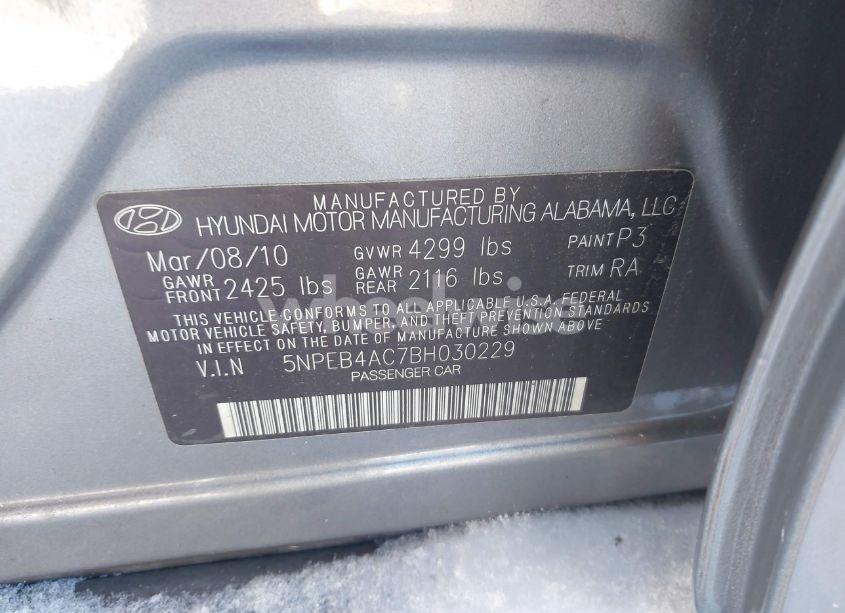 MANUFACTURED BY
HYUNDAI MOTOR MANUFACTURING ALABAMA, LLC
Mar/08/10 GVWR 4299 lbs PAINT P3
GAWR FRONT 2425 lbs GAWR REAR 2116 lbs TRIM RA
THIS VEHICLE CONFORMS TO ALL APPLICABLE U.S.A. FEDERAL
MOTOR VEHICLE SAFETY, BUMPER, AND THEFT PREVENTION STANDARDS
IN EFFECT ON THE DATE OF MANUFACTURE SHOWN ABOVE
V.I.N 5NPEB4AC7BH030229
PASSENGER CAR